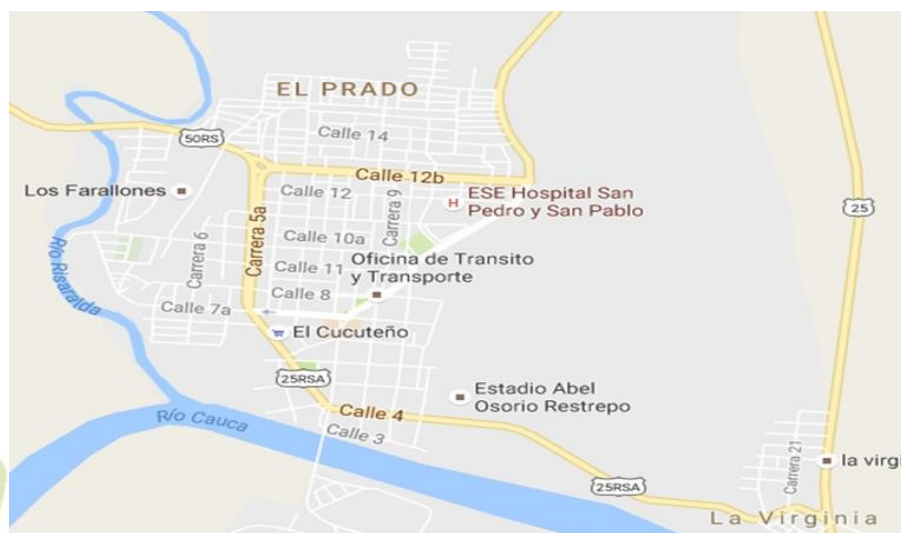 EL PRADO
50RS
Calle 14
Calle 12b
Los Farallones
Calle 12
Carrera 9
ESE Hospital San
Pedro y San Pablo
H
25
Carrera 5a
Carrera 6
Calle 10a
Río Risaralda
Calle 11
Oficina de Transito
y Transporte
Calle 8
Calle 7a
El Cucuteño
25RSA
Estadio Abel
Osorio Restrepo
Calle 4
Río Cauca
Calle 3
Carrera 21
la virgi
25RSA
La Virginia